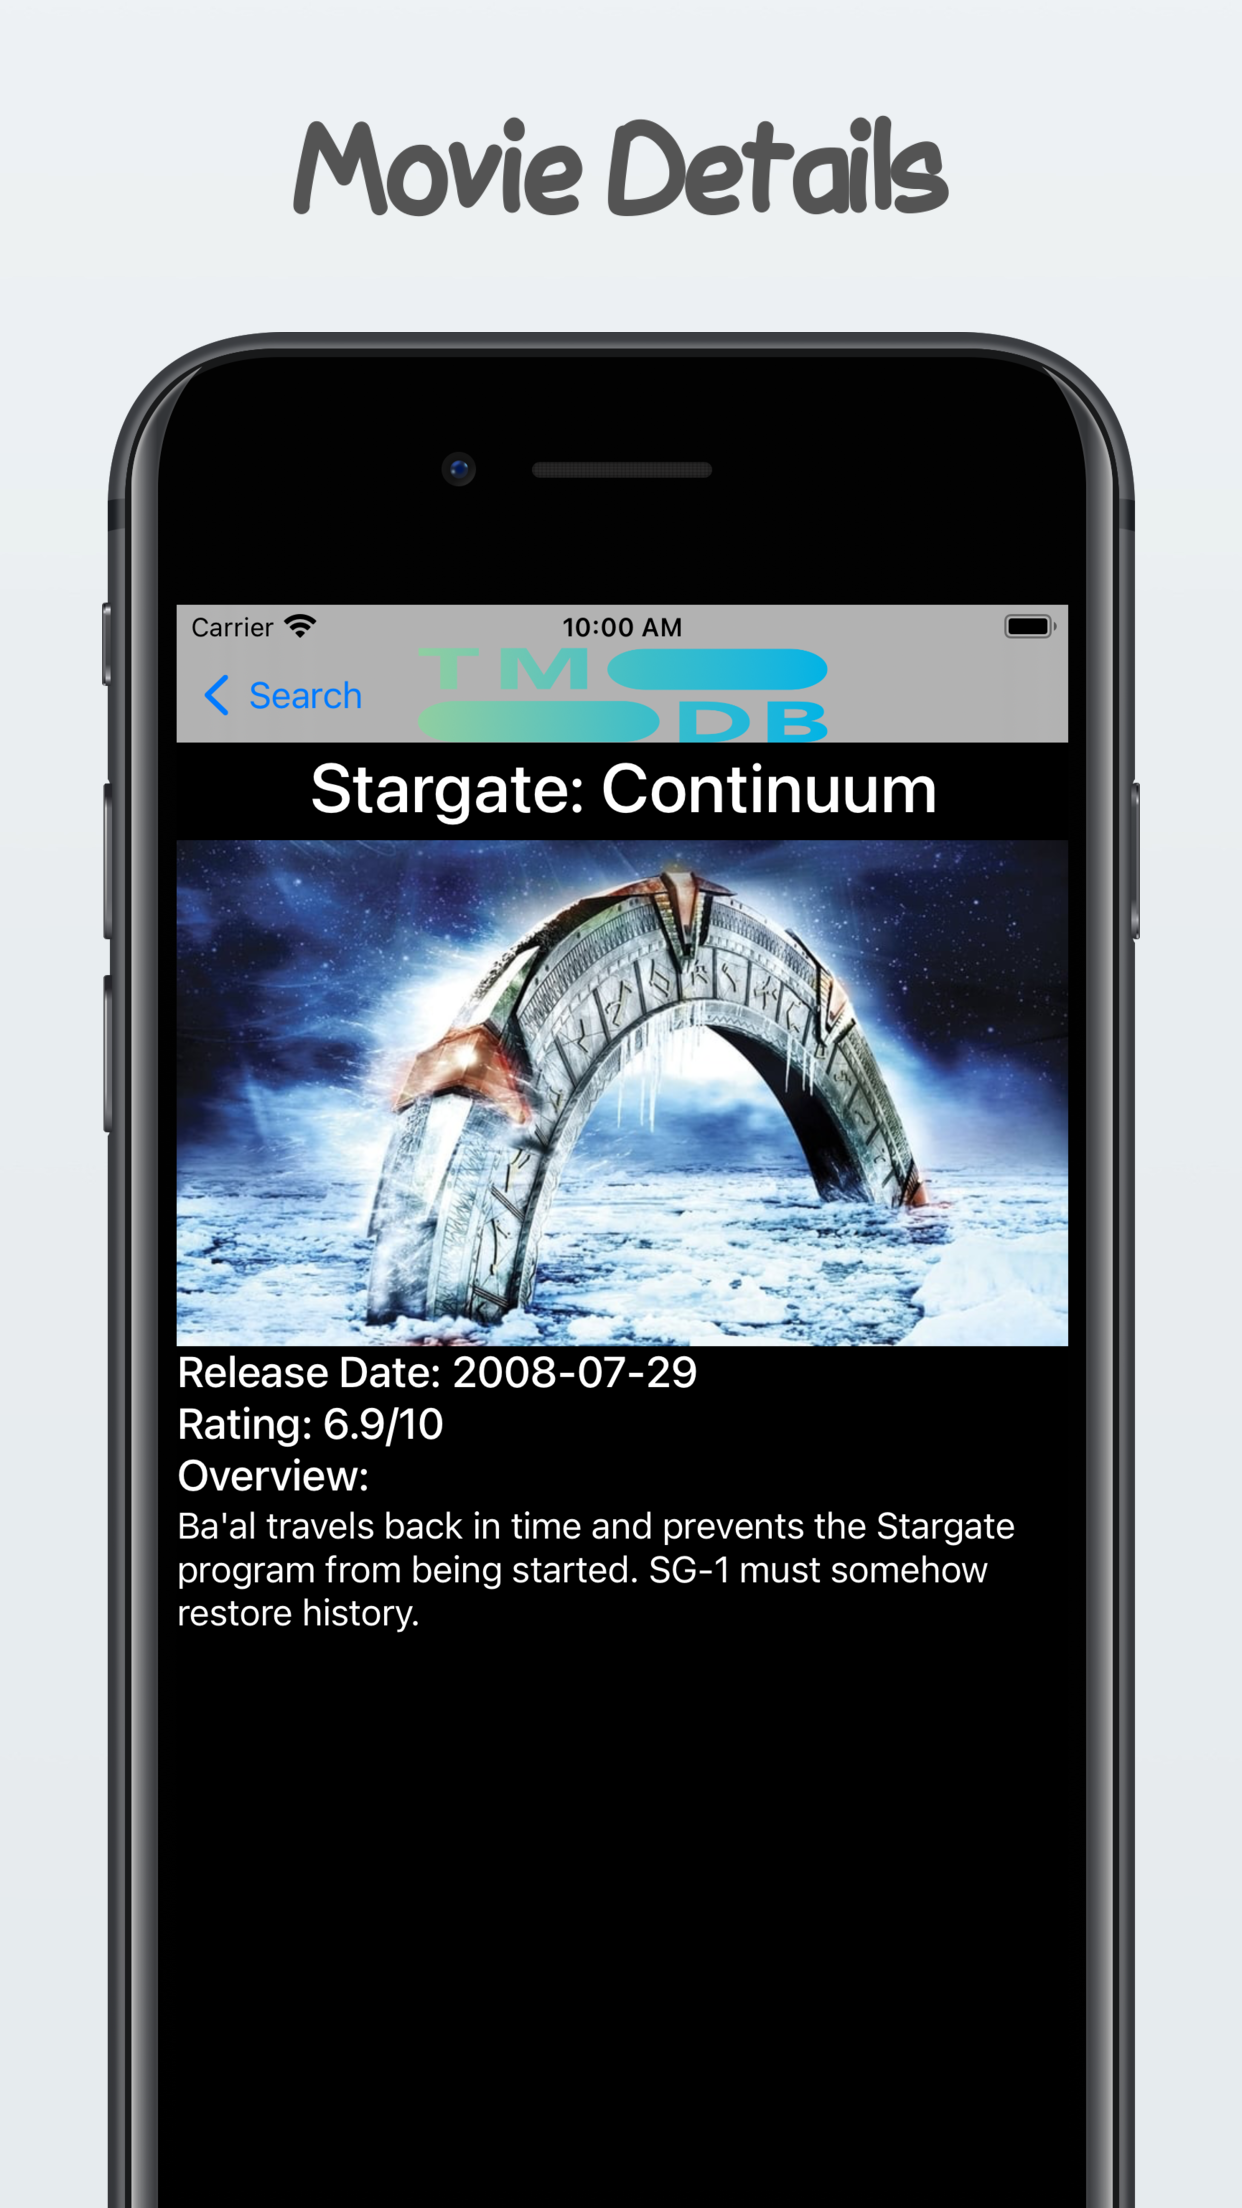 Movie Details
Carrier
10:00 AM
Search
TM
DB
Stargate: Continuum
Release Date: 2008-07-29
Rating: 6.9/10
Overview:
Ba'al travels back in time and prevents the Stargate
program from being started. SG-1 must somehow
restore history.